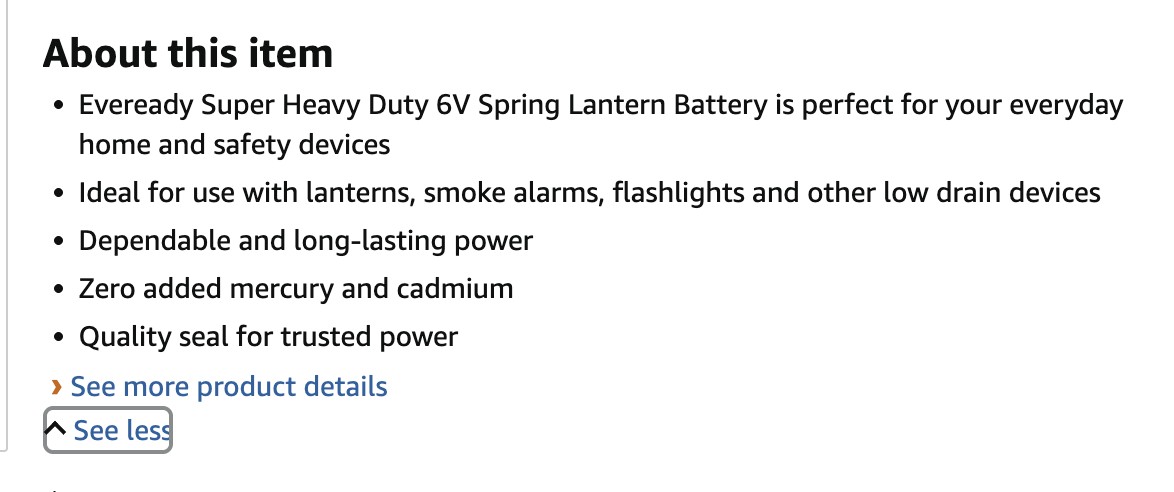 About this item
• Eveready Super Heavy Duty 6V Spring Lantern Battery is perfect for your everyday
home and safety devices
• Ideal for use with lanterns, smoke alarms, flashlights and other low drain devices
• Dependable and long-lasting power
• Zero added mercury and cadmium
• Quality seal for trusted power
› See more product details
See less